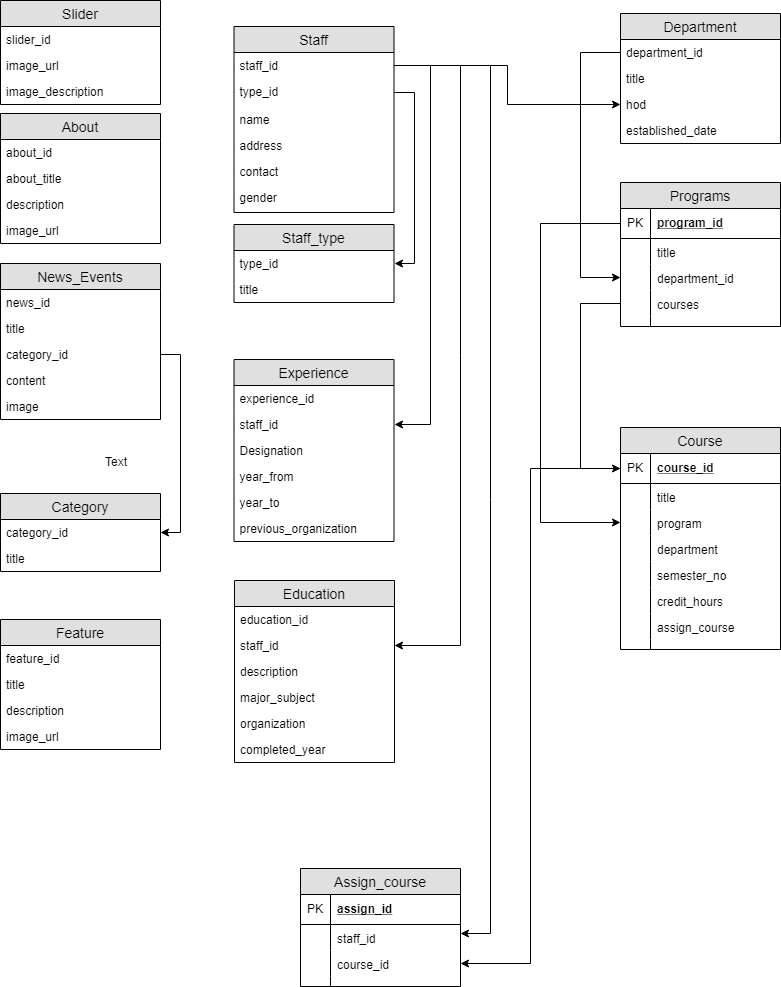 Slider
slider_id
image_url
image_description
About
about_id
about_title
description
image_url
News_Events
news_id
title
category_id
content
image
Text
Category
category_id
title
Feature
feature_id
title
description
image_url
Staff
staff_id
type_id
name
address
contact
gender
Staff_type
type_id
title
Experience
experience_id
staff_id
Designation
year_from
year_to
previous_organization
Education
education_id
staff_id
description
major_subject
organization
completed_year
Assign_course
PK assign_id
staff_id
course_id
Department
department_id
title
hod
established_date
Programs
PK program_id
title
department_id
courses
Course
PK course_id
title
program
department
semester_no
credit_hours
assign_course